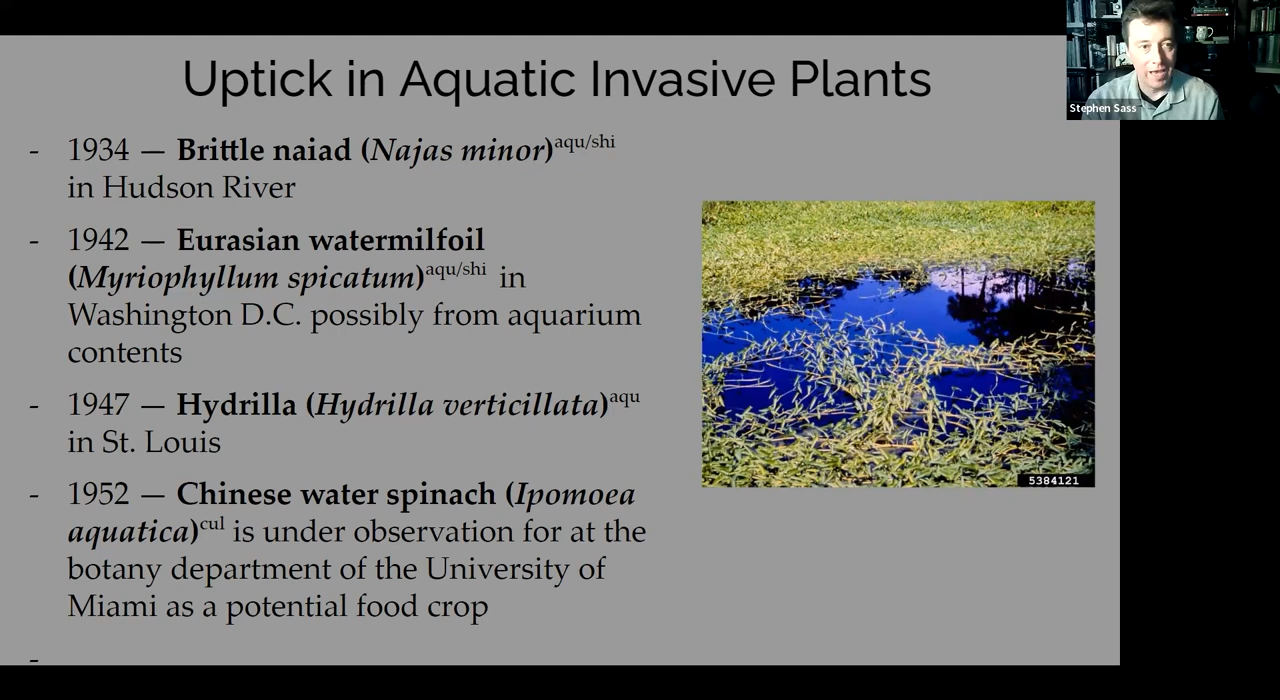 Uptick in Aquatic Invasive Plants
Stephen Sass
- 1934 — Brittle naiad (Najas minor)aqu/shi
in Hudson River
- 1942 — Eurasian watermilfoil
(Myriophyllum spicatum)aqu/shi in
Washington D.C. possibly from aquarium
contents
- 1947 — Hydrilla (Hydrilla verticillata)aqu
in St. Louis
- 1952 — Chinese water spinach (Ipomoea
aquatica)cul is under observation for at the
botany department of the University of
Miami as a potential food crop
-
5384121